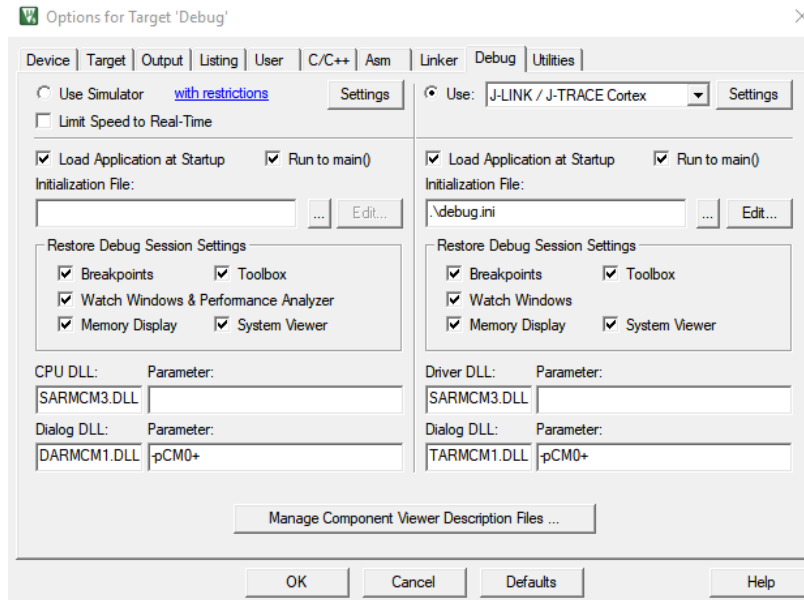 Options for Target 'Debug'
Device Target Output Listing User C/C++ Asm Linker Debug Utilities
Use Simulator with restrictions Settings
Limit Speed to Real-Time
Load Application at Startup Run to main()
Initialization File:
... Edit...
Restore Debug Session Settings
Breakpoints Toolbox
Watch Windows & Performance Analyzer
Memory Display System Viewer
CPU DLL: Parameter:
SARMCM3.DLL
Dialog DLL: Parameter:
DARMCM1.DLL -pCM0+
Use: J-LINK / J-TRACE Cortex Settings
Load Application at Startup Run to main()
Initialization File:
.\debug.ini ... Edit...
Restore Debug Session Settings
Breakpoints Toolbox
Watch Windows
Memory Display System Viewer
Driver DLL: Parameter:
SARMCM3.DLL
Dialog DLL: Parameter:
TARMCM1.DLL -pCM0+
Manage Component Viewer Description Files ...
OK Cancel Defaults Help